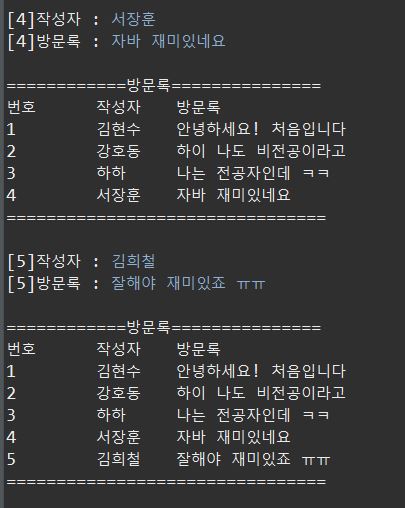 [4]작성자 : 서장훈
[4]방문록 : 자바 재미있네요
============방문록===============
번호 작성자 방문록
1 김현수 안녕하세요! 처음입니다
2 강호동 하이 나도 비전공이라고
3 하하 나는 전공자인데 ㅋㅋ
4 서장훈 자바 재미있네요
================================
[5]작성자 : 김희철
[5]방문록 : 잘해야 재미있죠 ㅠㅠ
============방문록===============
번호 작성자 방문록
1 김현수 안녕하세요! 처음입니다
2 강호동 하이 나도 비전공이라고
3 하하 나는 전공자인데 ㅋㅋ
4 서장훈 자바 재미있네요
5 김희철 잘해야 재미있죠 ㅠㅠ
================================